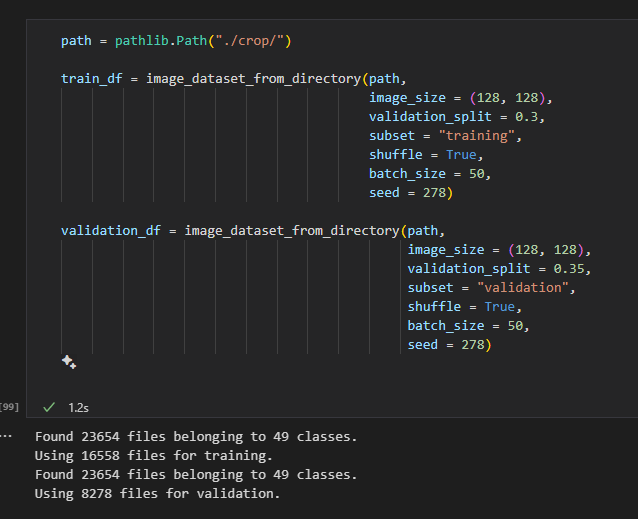 path = pathlib.Path("./crop/")
train_df = image_dataset_from_directory(path,
image_size = (128, 128),
validation_split = 0.3,
subset = "training",
shuffle = True,
batch_size = 50,
seed = 278)
validation_df = image_dataset_from_directory(path,
image_size = (128, 128),
validation_split = 0.35,
subset = "validation",
shuffle = True,
batch_size = 50,
seed = 278)
[99] ✓ 1.2s
... Found 23654 files belonging to 49 classes.
Using 16558 files for training.
Found 23654 files belonging to 49 classes.
Using 8278 files for validation.